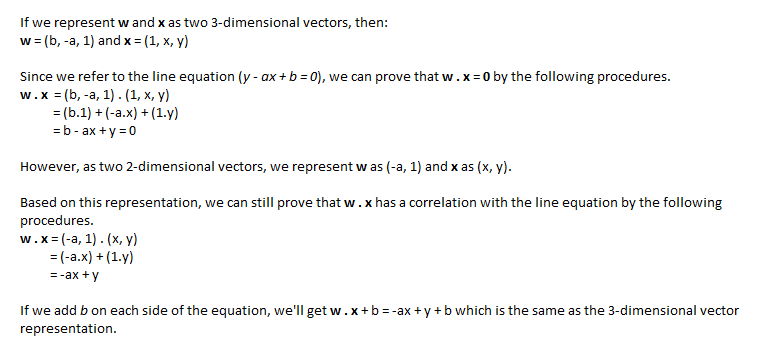 If we represent w and x as two 3-dimensional vectors, then:
w = (b, -a, 1) and x = (1, x, y)
Since we refer to the line equation (y - ax + b = 0), we can prove that w . x = 0 by the following procedures.
w . x = (b, -a, 1) . (1, x, y)
= (b.1) + (-a.x) + (1.y)
= b - ax + y = 0
However, as two 2-dimensional vectors, we represent w as (-a, 1) and x as (x, y).
Based on this representation, we can still prove that w . x has a correlation with the line equation by the following
procedures.
w . x = (-a, 1) . (x, y)
= (-a.x) + (1.y)
= -ax + y
If we add b on each side of the equation, we'll get w . x + b = -ax + y + b which is the same as the 3-dimensional vector
representation.